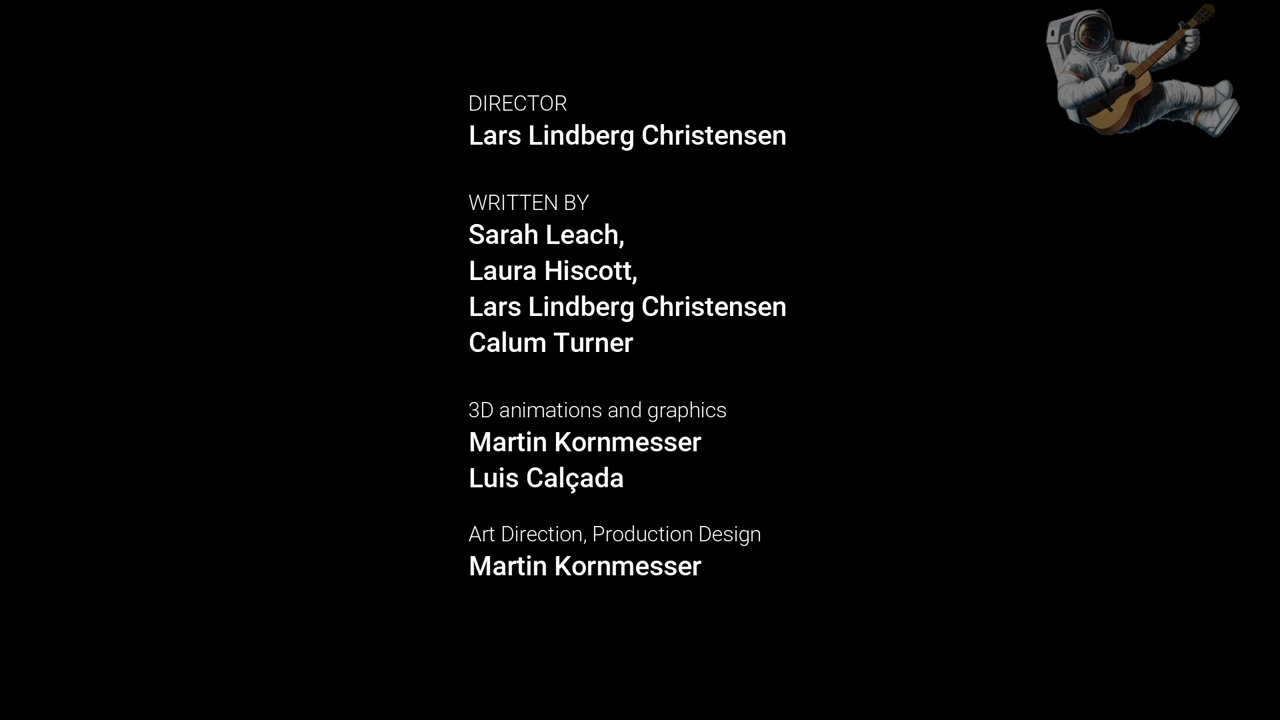 DIRECTOR
Lars Lindberg Christensen
WRITTEN BY
Sarah Leach,
Laura Hiscott,
Lars Lindberg Christensen
Calum Turner
3D animations and graphics
Martin Kornmesser
Luis Calçada
Art Direction, Production Design
Martin Kornmesser